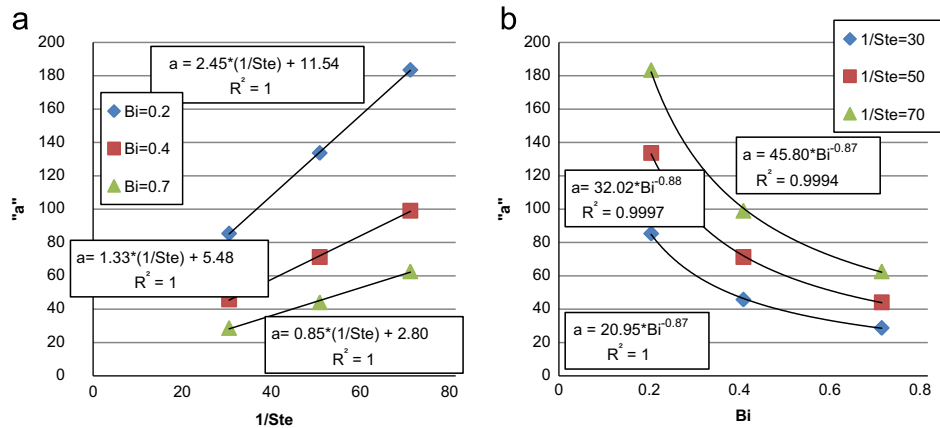 a
200
180
160
140
120
100
80
60
40
20
0
"a"
a = 2.45*(1/Ste) + 11.54
R² = 1
Bi=0.2
Bi=0.4
Bi=0.7
a= 1.33*(1/Ste) + 5.48
R² = 1
a= 0.85*(1/Ste) + 2.80
R² = 1
0 20 40 60 80
1/Ste
b
200
180
160
140
120
100
80
60
40
20
0
"a"
1/Ste=30
1/Ste=50
1/Ste=70
a = 45.80*Bi⁻⁰·⁸⁷
R² = 0.9994
a= 32.02*Bi⁻⁰·⁸⁸
R² = 0.9997
a = 20.95*Bi⁻⁰·⁸⁷
R² = 1
0 0.2 0.4 0.6 0.8
Bi